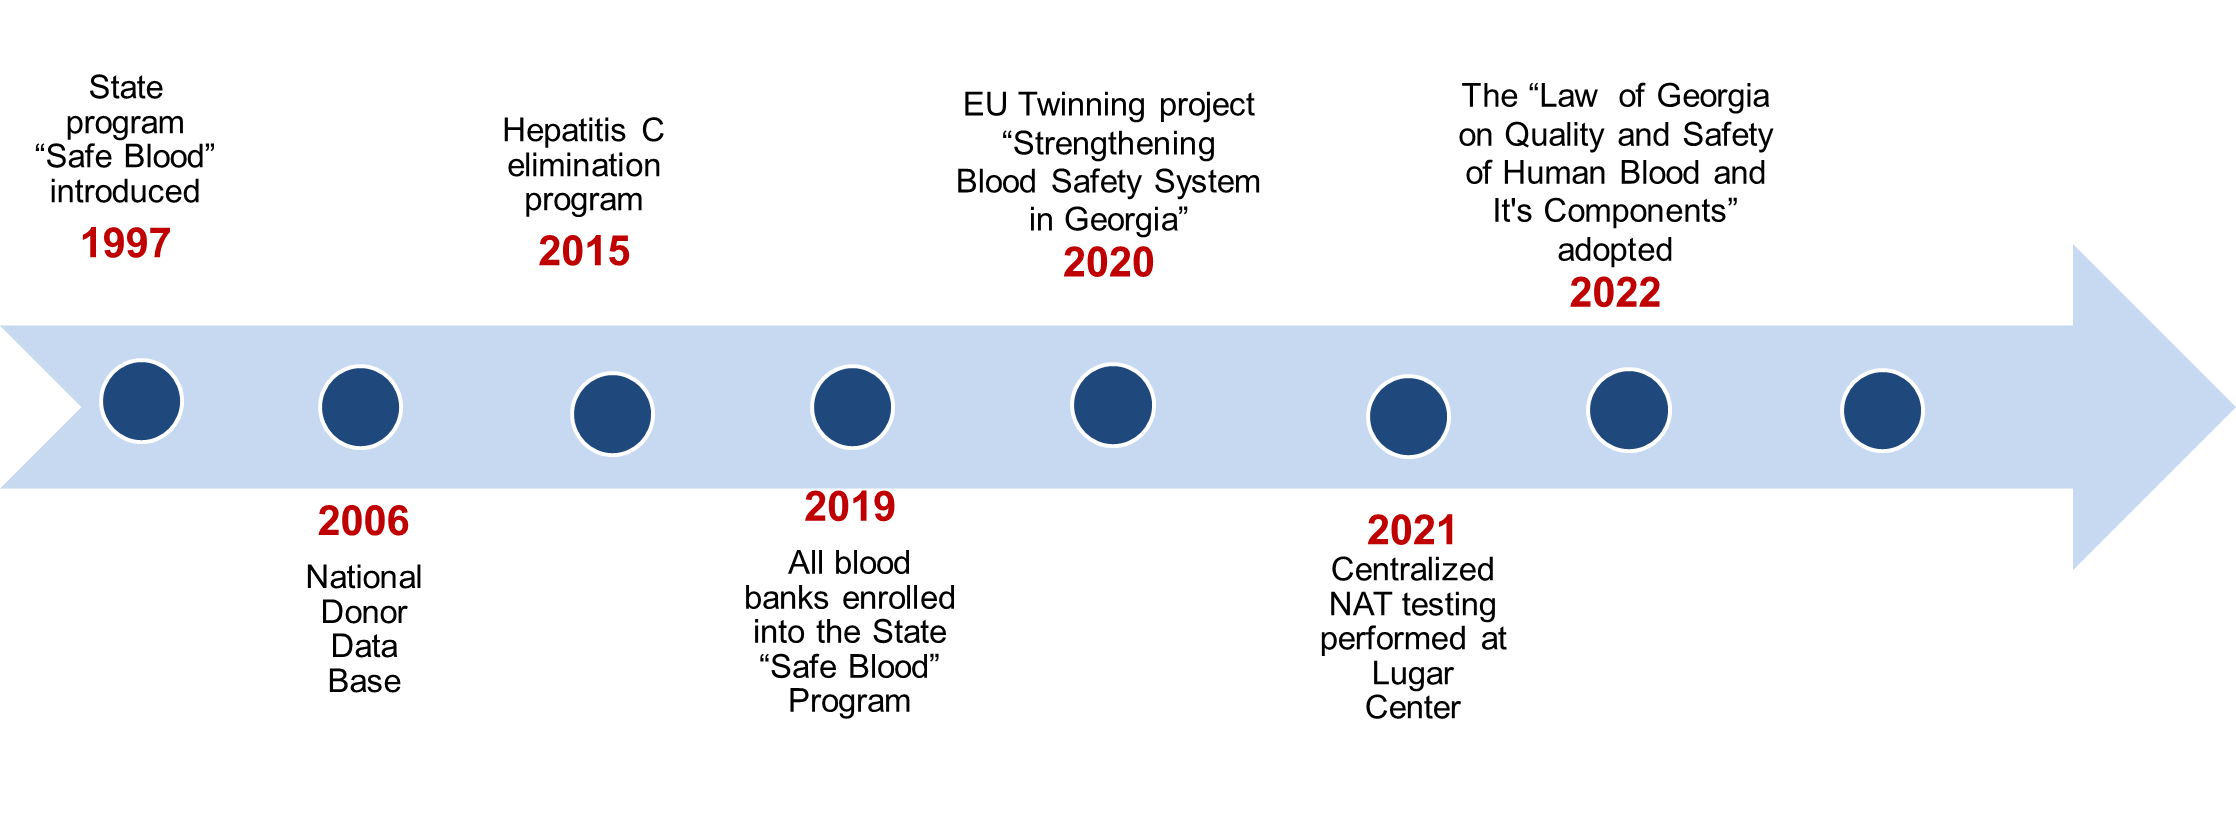 State
program
“Safe Blood”
introduced
1997
Hepatitis C
elimination
program
2015
EU Twinning project
“Strengthening
Blood Safety System
in Georgia”
2020
The “Law of Georgia
on Quality and Safety
of Human Blood and
It's Components”
adopted
2022
2006
National
Donor
Data
Base
2019
All blood
banks enrolled
into the State
“Safe Blood”
Program
2021
Centralized
NAT testing
performed at
Lugar
Center